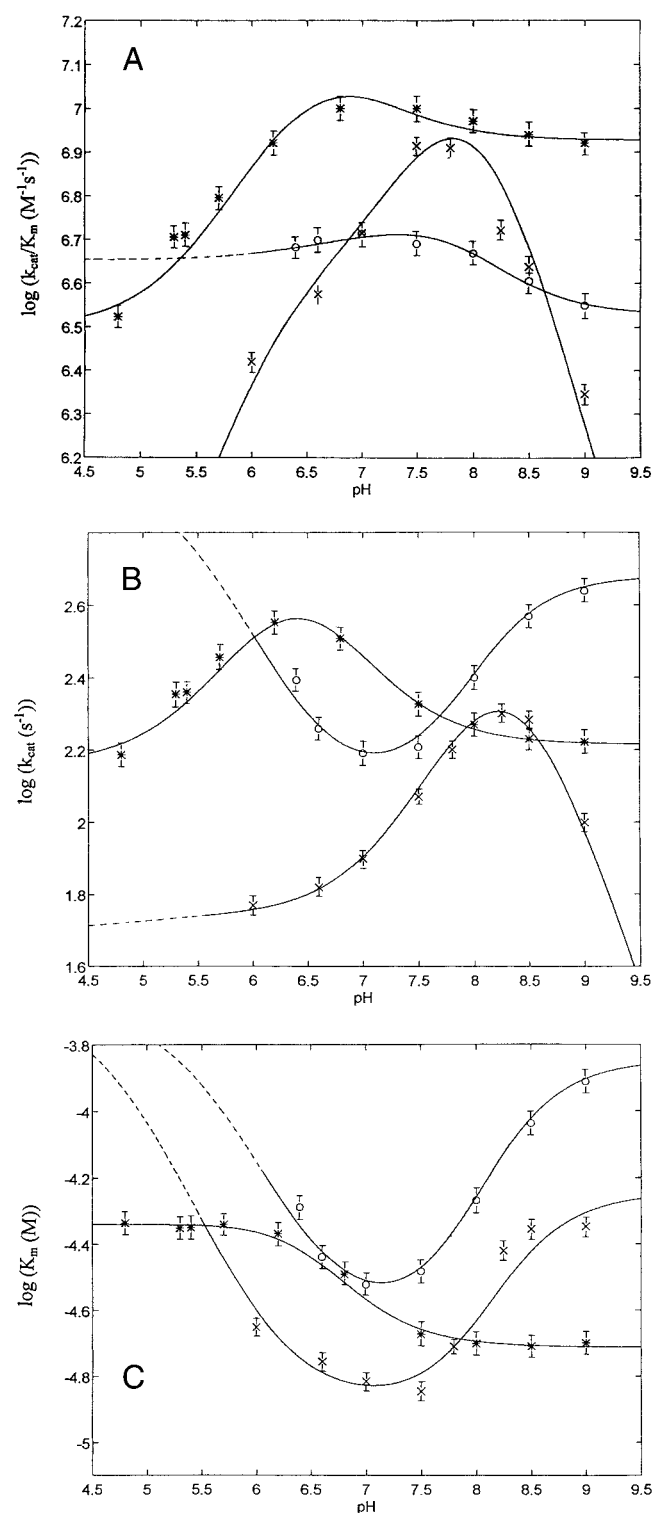 A
7.2
7.1
7
6.9
6.8
6.7
6.6
6.5
6.4
6.3
6.2
log (kcat/Km (M⁻¹s⁻¹))
4.5 5 5.5 6 6.5 7 7.5 8 8.5 9 9.5
pH
B
2.6
2.4
2.2
2
1.8
1.6
log (kcat (s⁻¹))
4.5 5 5.5 6 6.5 7 7.5 8 8.5 9 9.5
pH
-3.8
-4
-4.2
-4.4
-4.6
-4.8
-5
log (Km (M))
C
4.5 5 5.5 6 6.5 7 7.5 8 8.5 9 9.5
pH